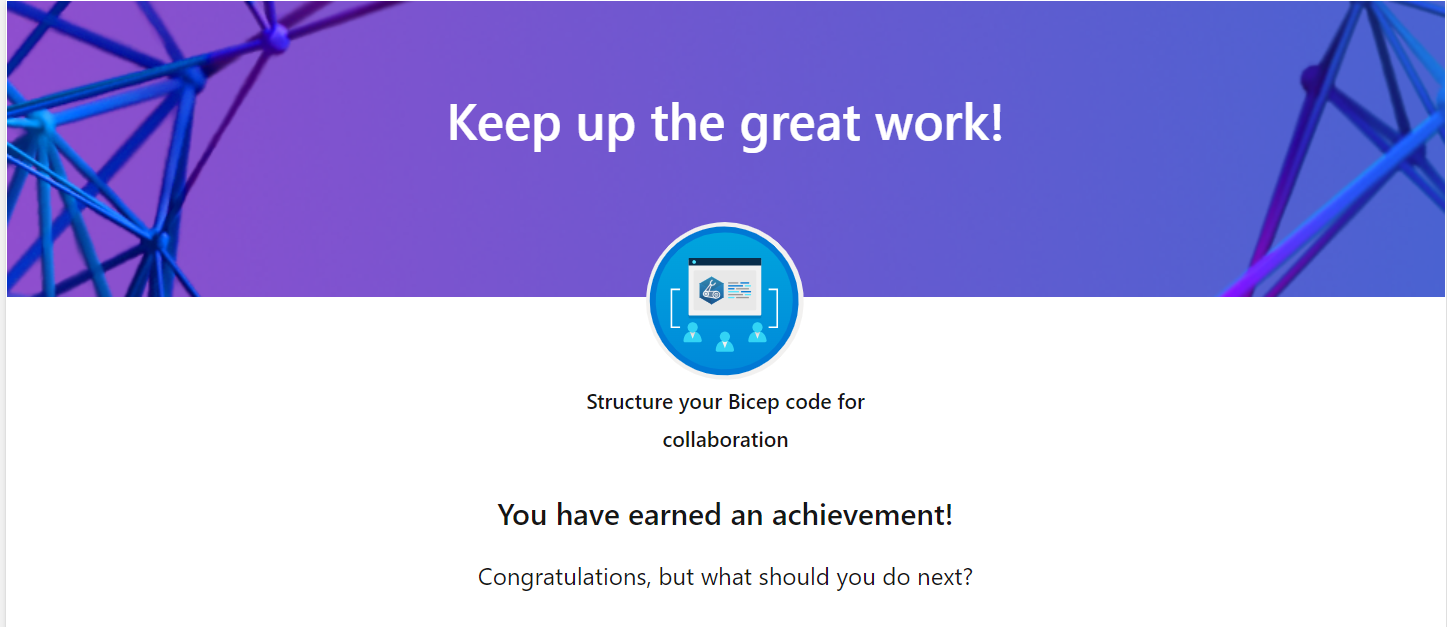 Keep up the great work!
Structure your Bicep code for
collaboration
You have earned an achievement!
Congratulations, but what should you do next?